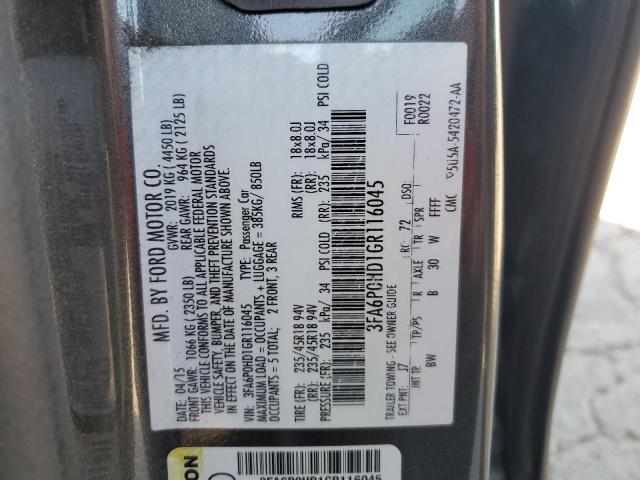 MFD. BY FORD MOTOR CO.
DATE: 04/15 GVWR: 2019 KG ( 4450 LB)
FRONT GAWR: 1066 KG ( 2350 LB) REAR GAWR: 964 KG ( 2125 LB)
THIS VEHICLE CONFORMS TO ALL APPLICABLE FEDERAL MOTOR
VEHICLE SAFETY, BUMPER, AND THEFT PREVENTION STANDARDS
IN EFFECT ON THE DATE OF MANUFACTURE SHOWN ABOVE.
VIN: 3FA6P0HD1GR116045 TYPE: Passenger Car
MAXIMUM LOAD = OCCUPANTS + LUGGAGE = 385KG / 850LB
OCCUPANTS = 5 TOTAL: 2 FRONT, 3 REAR
TIRE (FR): 235/45R18 94V RIMS (FR): 18x8.0J
(RR): 235/45R18 94V (RR): 18x8.0J
PRESSURE (FR): 235 kPa/ 34 PSI COLD (RR): 235 kPa/ 34 PSI COLD
3FA6P0HD1GR116045
TRAILER TOWING - SEE OWNER GUIDE F0019
R0022
EXT PNT: J7 RC: 72 DSO:
INT TR TP/PS R AXLE TR SPR
BW B 30 W FFFF
CMC 5U5A-5420472-AA
3FA6P0HD1GR116045